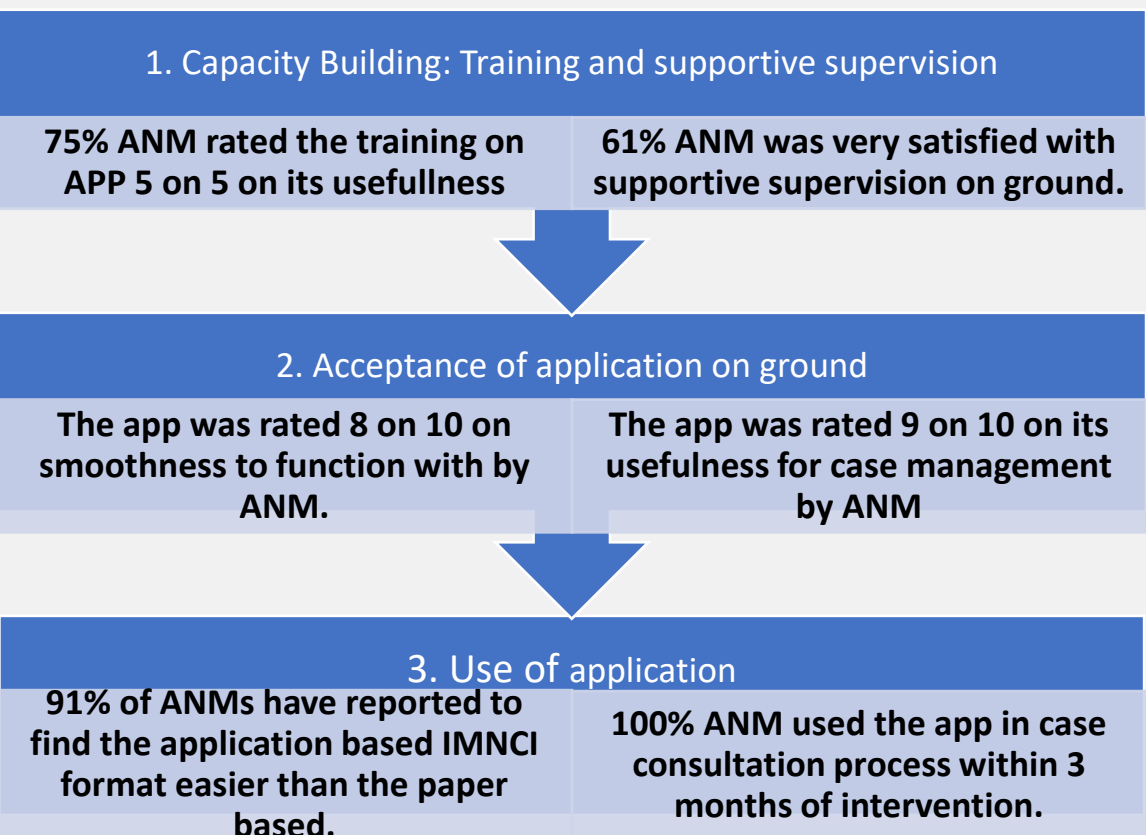 1. Capacity Building: Training and supportive supervision
75% ANM rated the training on
APP 5 on 5 on its usefullness
61% ANM was very satisfied with
supportive supervision on ground.
2. Acceptance of application on ground
The app was rated 8 on 10 on
smoothness to function with by
ANM.
The app was rated 9 on 10 on its
usefulness for case management
by ANM
3. Use of application
91% of ANMs have reported to
find the application based IMNCI
format easier than the paper
based.
100% ANM used the app in case
consultation process within 3
months of intervention.